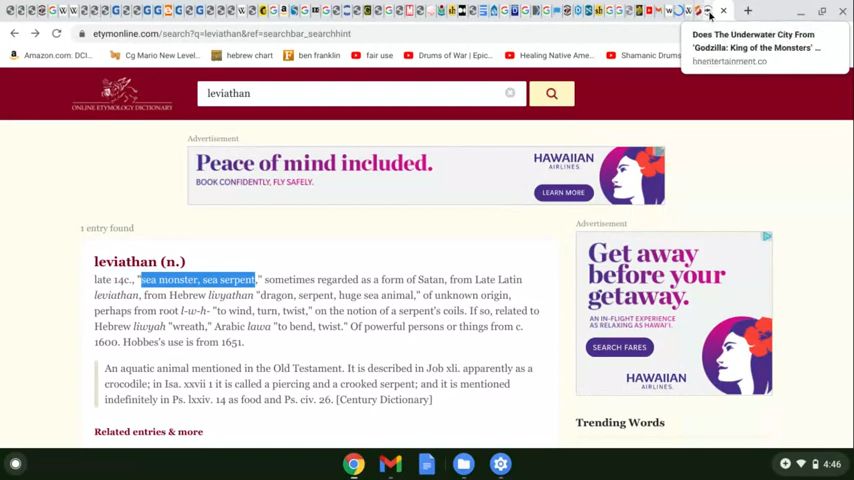 etymonline.com/search?q=leviathan&ref=searchbar_searchhint
Does The Underwater City From
'Godzilla: King of the Monsters' ...
hnentertainment.co
Amazon.com. DCI...
Cg Mario New Level...
hebrew chart
ben franklin
fair use
Drums of War | Epic...
Healing Native Ame...
Shamanic Drums
ONLINE ETYMOLOGY DICTIONARY
leviathan
Advertisement
Peace of mind included.
BOOK CONFIDENTLY, FLY SAFELY.
HAWAIIAN
AIRLINES.
LEARN MORE
1 entry found
leviathan (n.)
late 14c., "sea monster, sea serpent," sometimes regarded as a form of Satan, from Late Latin
leviathan, from Hebrew livyathan "dragon, serpent, huge sea animal," of unknown origin,
perhaps from root l-w-h- "to wind, turn, twist," on the notion of a serpent's coils. If so, related to
Hebrew liwyah "wreath," Arabic lawa "to bend, twist." Of powerful persons or things from c.
1600. Hobbes's use is from 1651.
An aquatic animal mentioned in the Old Testament. It is described in Job xli. apparently as a
crocodile; in Isa. xxvii 1 it is called a piercing and a crooked serpent; and it is mentioned
indefinitely in Ps. lxxiv. 14 as food and Ps. civ. 26. [Century Dictionary]
Related entries & more
Advertisement
Get away
before your
getaway.
AN IN-FLIGHT EXPERIENCE
AS RELAXING AS HAWAI'I.
SEARCH FARES
HAWAIIAN
AIRLINES.
Trending Words
4:46